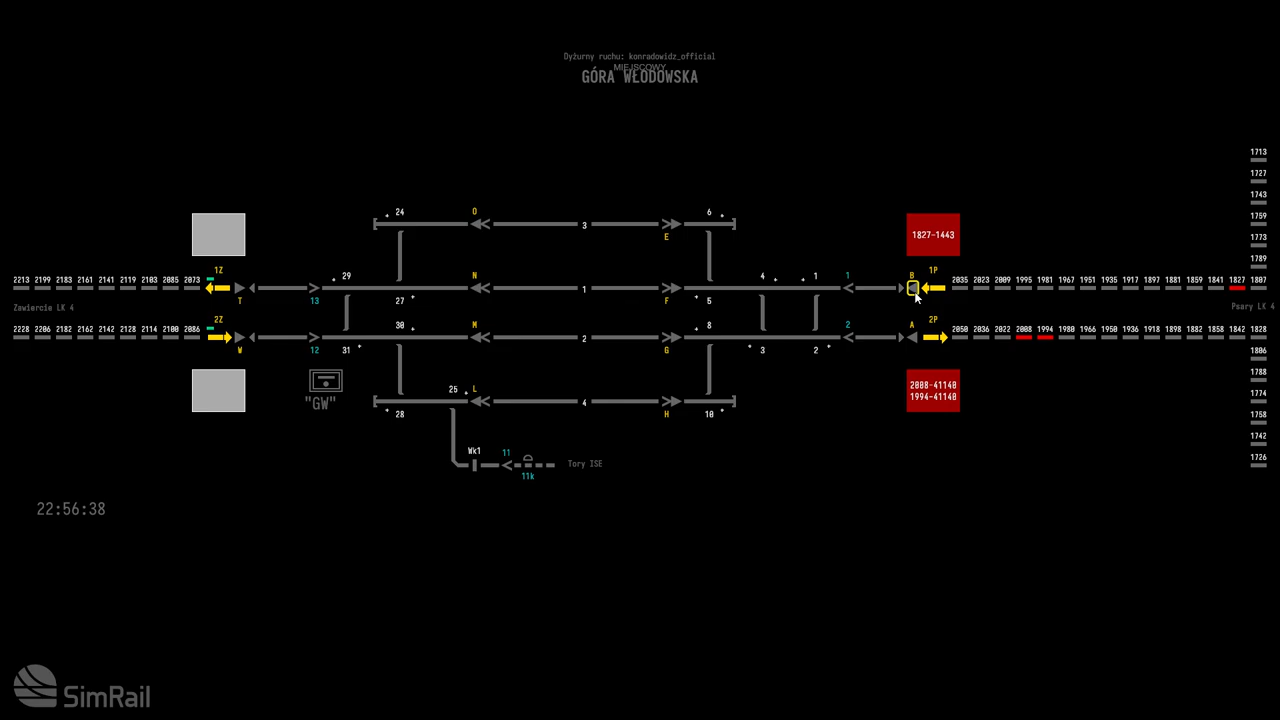 Dyżurny ruchu: konradowidz_official
MIEJSCOWY
GÓRA WŁODOWSKA
1713
1727
1743
1759
1773
1789
24 O 6
3
E
1827-1443
1Z 29 N 4 1 1 B 1P
2213 2199 2183 2161 2141 2119 2103 2085 2073
2035 2023 2009 1995 1981 1967 1951 1935 1917 1897 1881 1859 1841 1827 1807
1
T 13 27 F 5
Zawiercie LK 4
Psary LK 4
2Z 30 M 8 2 A 2P
2228 2206 2182 2162 2142 2128 2114 2100 2086
2050 2036 2022 2008 1994 1980 1966 1950 1936 1918 1898 1882 1858 1842 1828
2
W 12 31 G 3 2
1806
1788
1774
1758
1742
1726
"GW"
25 L
4
28 H 10
2008-41140
1994-41140
Wk1 11
11k
Tory ISE
22:56:38
SimRail